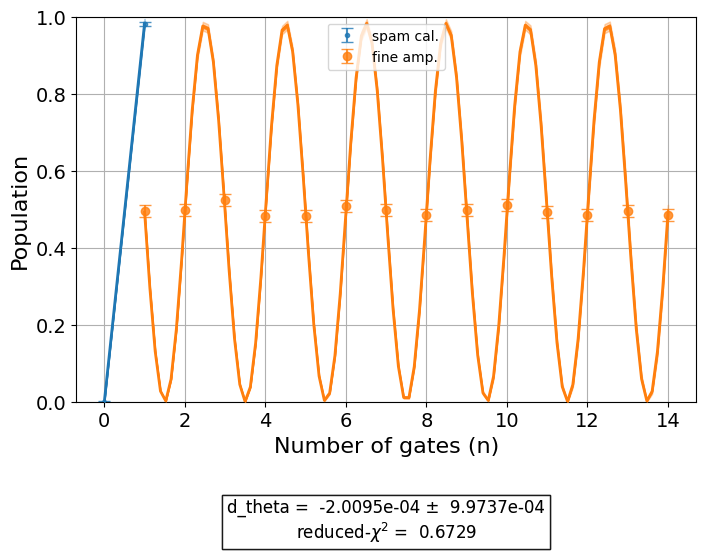 1.0
0.8
0.6
0.4
0.2
0.0
Population
spam cal.
fine amp.
0 2 4 6 8 10 12 14
Number of gates (n)
d_theta = -2.0095e-04 ± 9.9737e-04
reduced-χ² = 0.6729